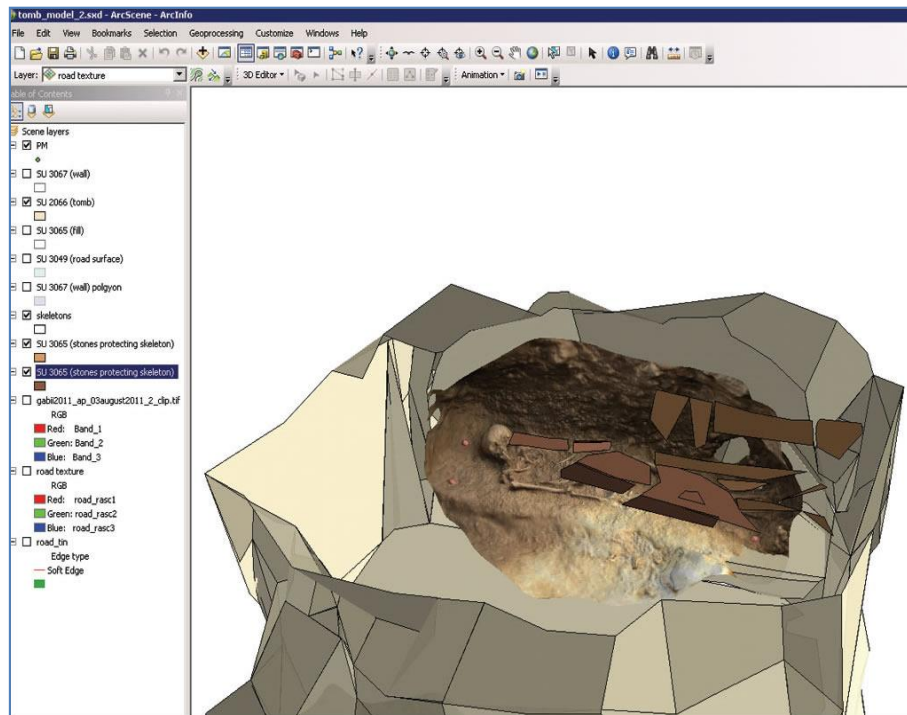 tomb_model_2.sxd - ArcScene - ArcInfo
File Edit View Bookmarks Selection Geoprocessing Customize Windows Help
Layer: road texture 3D Editor Animation
able of Contents
Scene layers
PM
SU 3067 (wall)
SU 2066 (tomb)
SU 3065 (fill)
SU 3049 (road surface)
SU 3067 (wall) polgyon
skeletons
SU 3065 (stones protecting skeleton)
SU 3065 (stones protecting skeleton)
gabii2011_ap_03august2011_2_clip.tif
RGB
Red: Band_1
Green: Band_2
Blue: Band_3
road texture
RGB
Red: road_rasc1
Green: road_rasc2
Blue: road_rasc3
road_tin
Edge type
Soft Edge